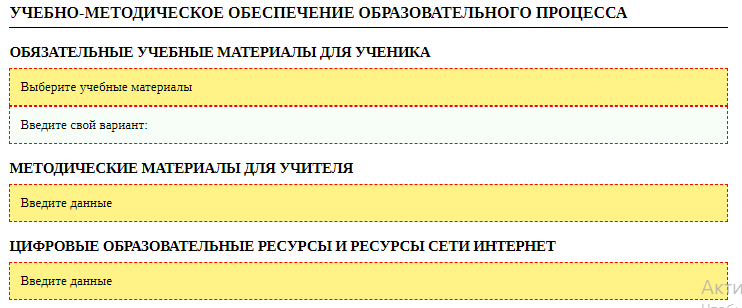 УЧЕБНО-МЕТОДИЧЕСКОЕ ОБЕСПЕЧЕНИЕ ОБРАЗОВАТЕЛЬНОГО ПРОЦЕССА
ОБЯЗАТЕЛЬНЫЕ УЧЕБНЫЕ МАТЕРИАЛЫ ДЛЯ УЧЕНИКА
Выберите учебные материалы
Введите свой вариант:
МЕТОДИЧЕСКИЕ МАТЕРИАЛЫ ДЛЯ УЧИТЕЛЯ
Введите данные
ЦИФРОВЫЕ ОБРАЗОВАТЕЛЬНЫЕ РЕСУРСЫ И РЕСУРСЫ СЕТИ ИНТЕРНЕТ
Введите данные
Акти